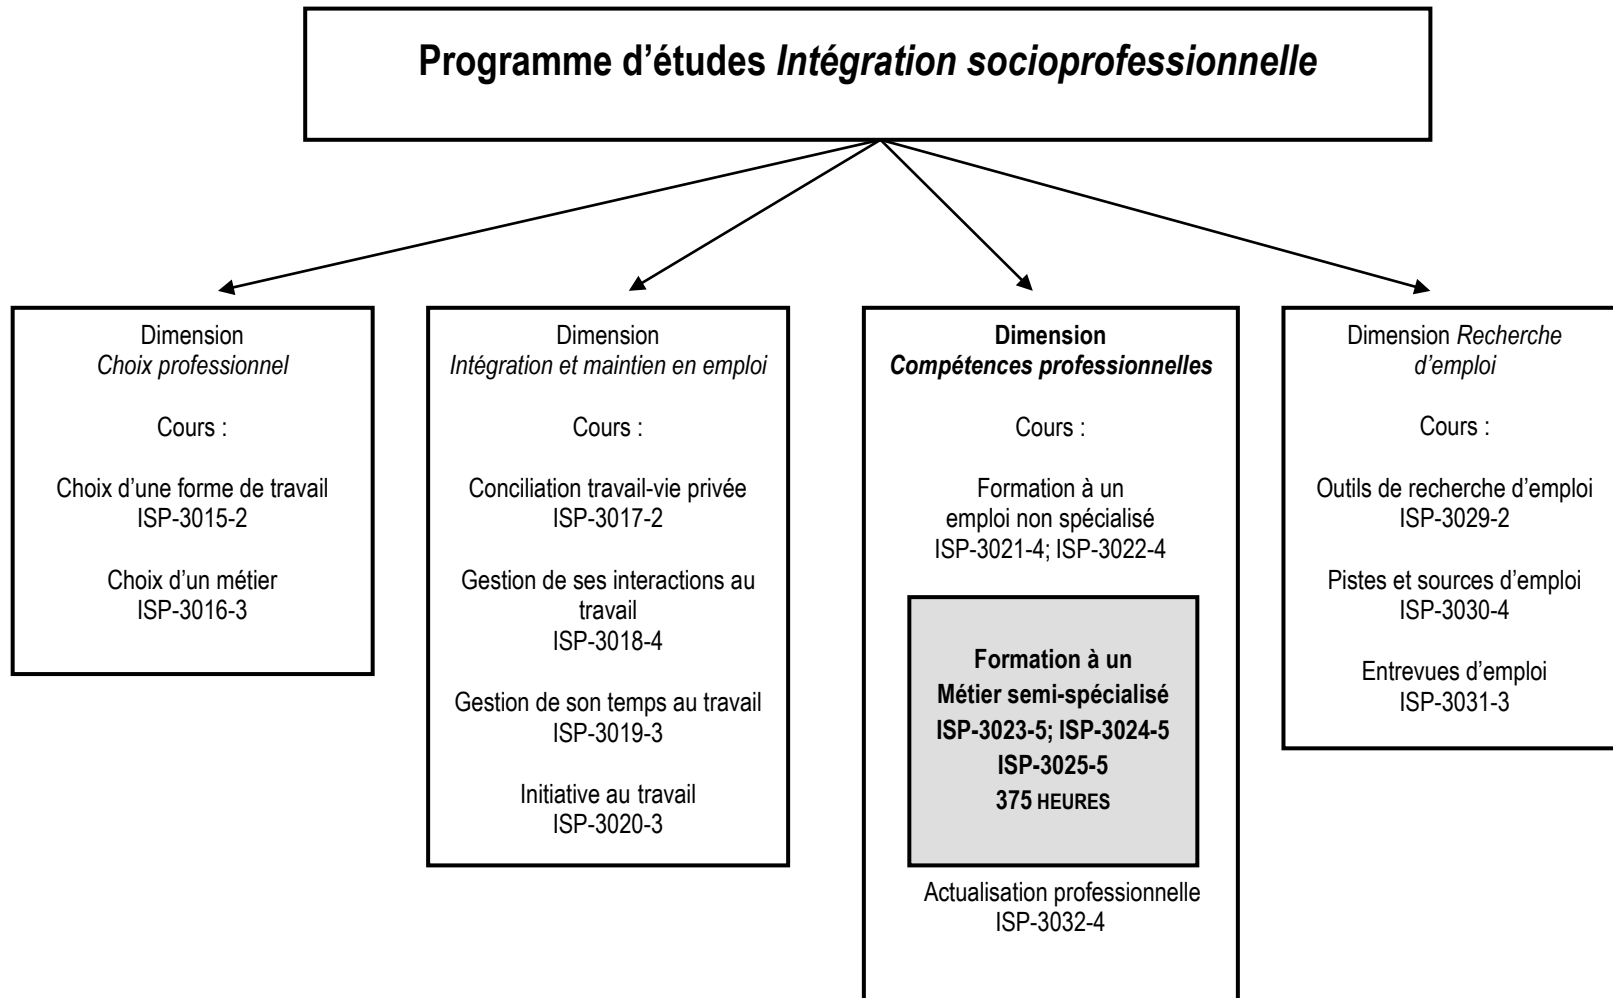 Programme d’études Intégration socioprofessionnelle
Dimension
Choix professionnel
Cours :
Choix d’une forme de travail
ISP-3015-2
Choix d’un métier
ISP-3016-3
Dimension
Intégration et maintien en emploi
Cours :
Conciliation travail-vie privée
ISP-3017-2
Gestion de ses interactions au
travail
ISP-3018-4
Gestion de son temps au travail
ISP-3019-3
Initiative au travail
ISP-3020-3
Dimension
Compétences professionnelles
Cours :
Formation à un
emploi non spécialisé
ISP-3021-4; ISP-3022-4
Formation à un
Métier semi-spécialisé
ISP-3023-5; ISP-3024-5
ISP-3025-5
375 HEURES
Actualisation professionnelle
ISP-3032-4
Dimension Recherche
d’emploi
Cours :
Outils de recherche d’emploi
ISP-3029-2
Pistes et sources d’emploi
ISP-3030-4
Entrevues d’emploi
ISP-3031-3